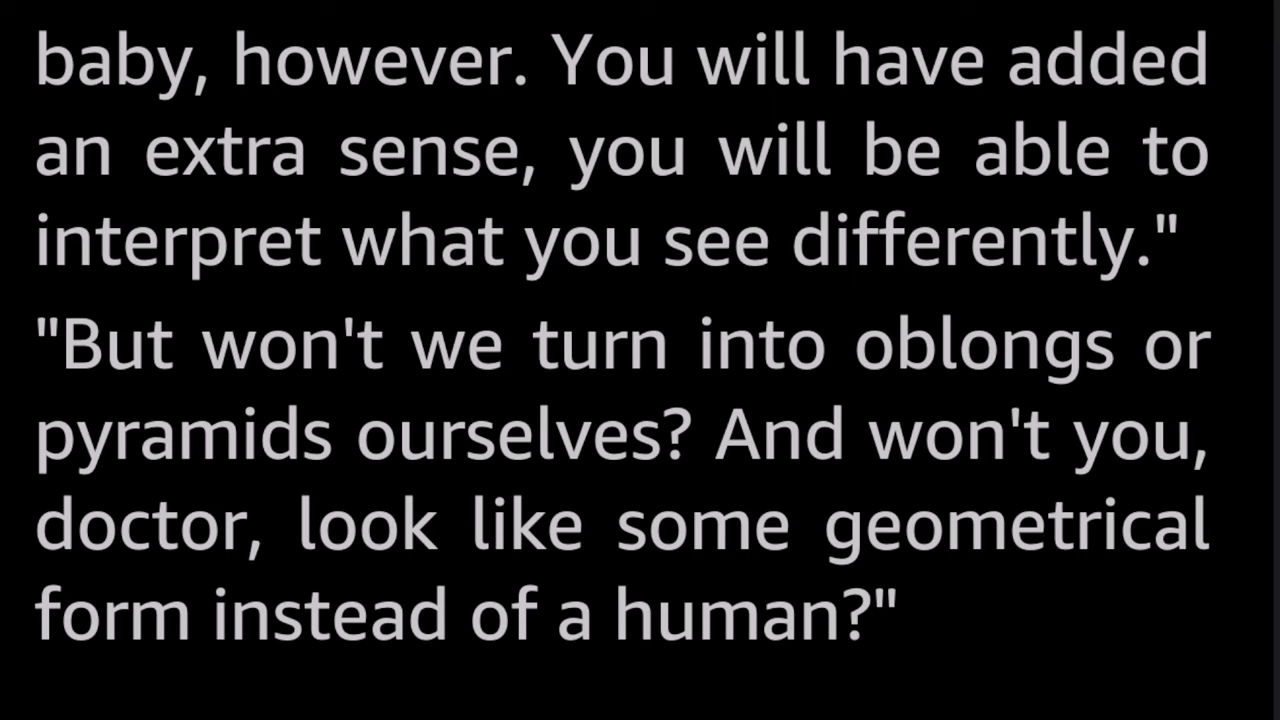 baby, however. You will have added
an extra sense, you will be able to
interpret what you see differently."
"But won't we turn into oblongs or
pyramids ourselves? And won't you,
doctor, look like some geometrical
form instead of a human?"